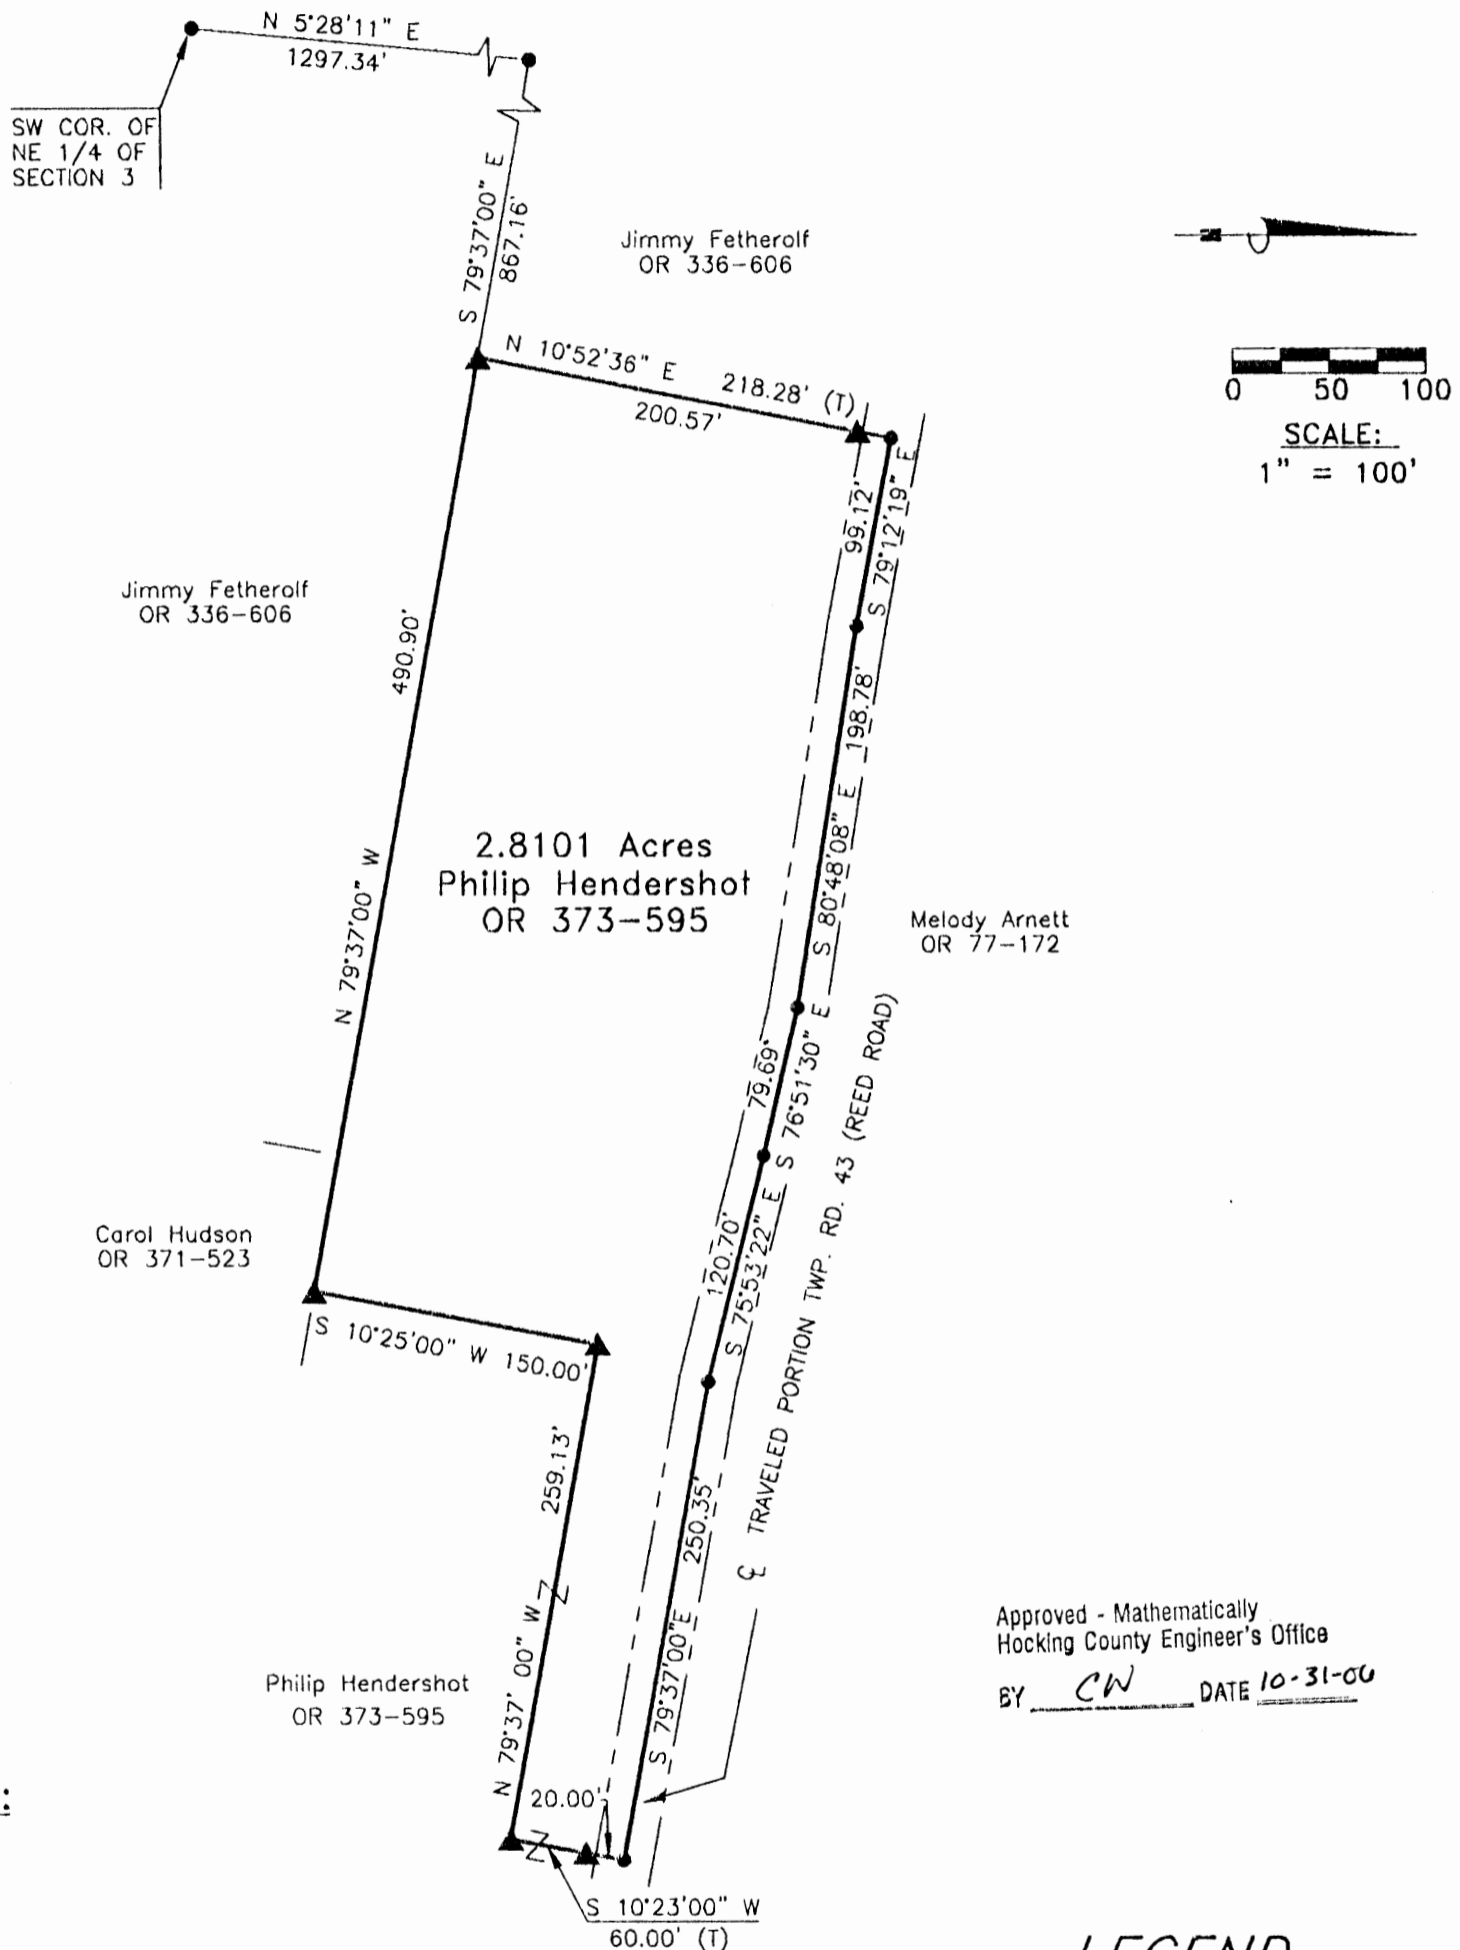 N 5°28'11" E
1297.34'
SW COR. OF
NE 1/4 OF
SECTION 3
S 79°37'00" E
867.16'
Jimmy Fetherolf
OR 336-606
N 10°52'36" E
218.28' (T)
200.57'
0 50 100
SCALE:
1" = 100'
99.12'
S 79°12'19" E
Jimmy Fetherolf
OR 336-606
490.90'
N 79°37'00" W
198.78'
S 80°48'08" E
2.8101 Acres
Philip Hendershot
OR 373-595
Melody Arnett
OR 77-172
79.69'
S 76°51'30" E
120.70'
S 75°53'22" E
℄ TRAVELED PORTION TWP. RD. 43 (REED ROAD)
Carol Hudson
OR 371-523
S 10°25'00" W 150.00'
259.13'
N 79°37' 00" W
250.35'
S 79°37'00"E
Approved - Mathematically
Hocking County Engineer's Office
BY CW DATE 10-31-06
Philip Hendershot
OR 373-595
20.00'
S 10°23'00" W
60.00' (T)
LEGEND